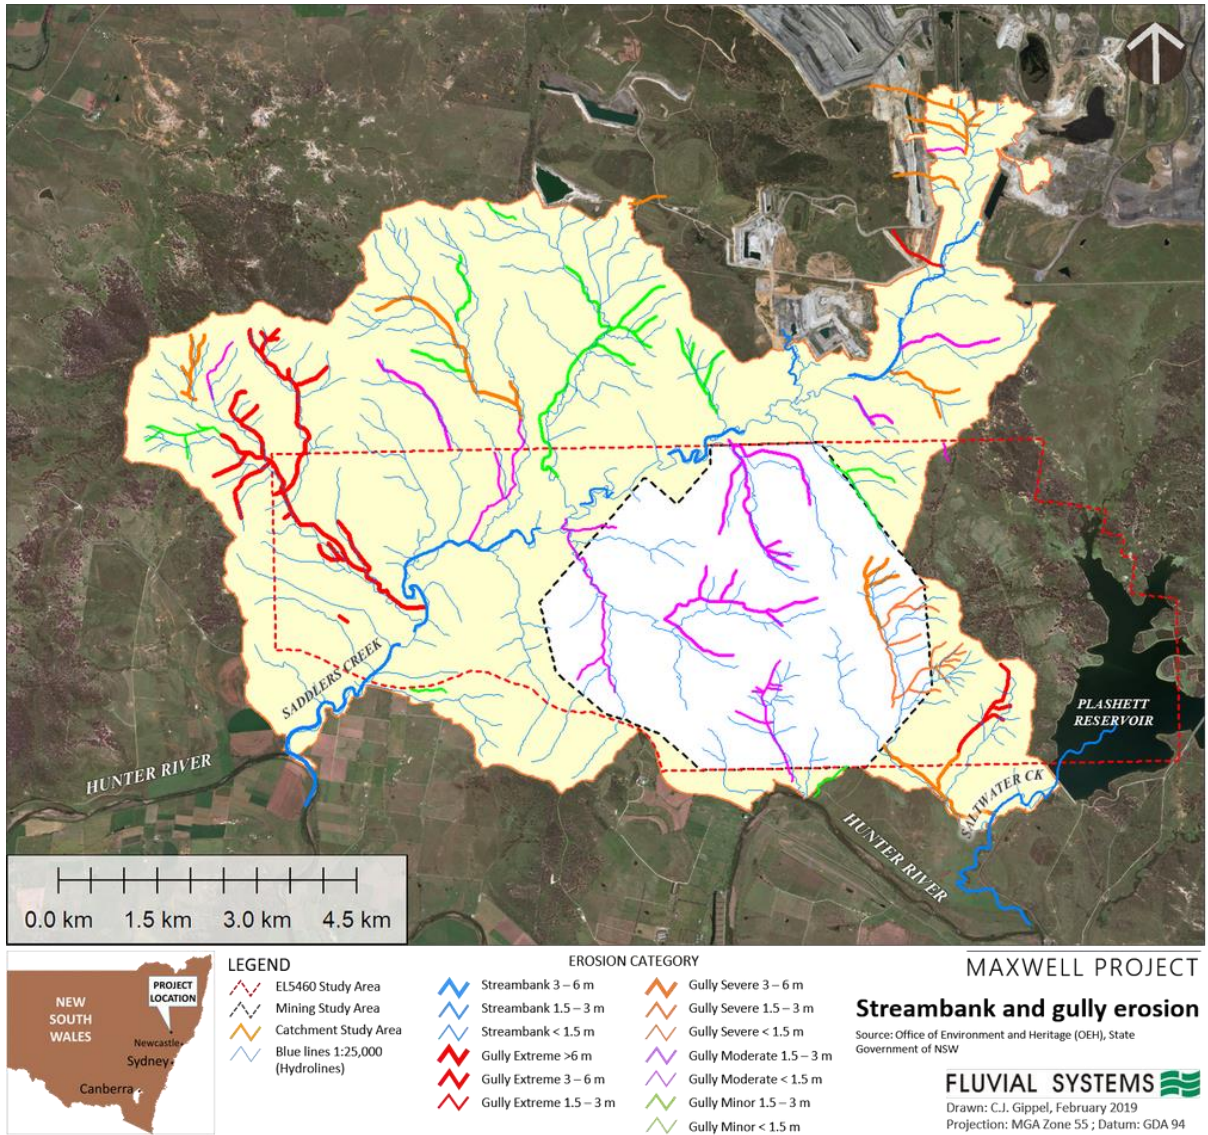 SADDLERS CREEK
PLASHETT
RESERVOIR
HUNTER RIVER
SALTWATER CK
HUNTER RIVER
0.0 km 1.5 km 3.0 km 4.5 km
NEW
SOUTH
WALES
PROJECT
LOCATION
Newcastle
Sydney
Canberra
LEGEND
EL5460 Study Area
Mining Study Area
Catchment Study Area
Blue lines 1:25,000
(Hydrolines)
EROSION CATEGORY
Streambank 3 – 6 m
Streambank 1.5 – 3 m
Streambank < 1.5 m
Gully Extreme >6 m
Gully Extreme 3 – 6 m
Gully Extreme 1.5 – 3 m
Gully Severe 3 – 6 m
Gully Severe 1.5 – 3 m
Gully Severe < 1.5 m
Gully Moderate 1.5 – 3 m
Gully Moderate < 1.5 m
Gully Minor 1.5 – 3 m
Gully Minor < 1.5 m
MAXWELL PROJECT
Streambank and gully erosion
Source: Office of Environment and Heritage (OEH), State
Government of NSW
FLUVIAL SYSTEMS
Drawn: C.J. Gippel, February 2019
Projection: MGA Zone 55 ; Datum: GDA 94